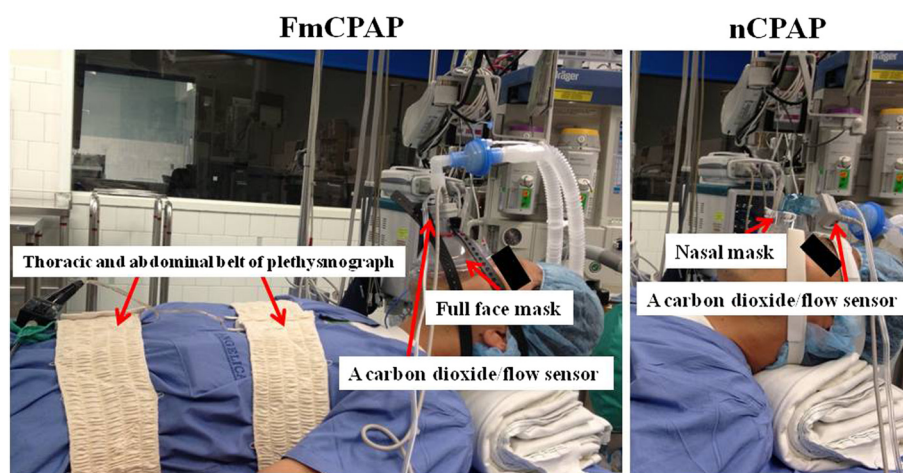 FmCPAP
nCPAP
Dräger
Thoracic and abdominal belt of plethysmograph
Full face mask
A carbon dioxide/flow sensor
Nasal mask
A carbon dioxide/flow sensor